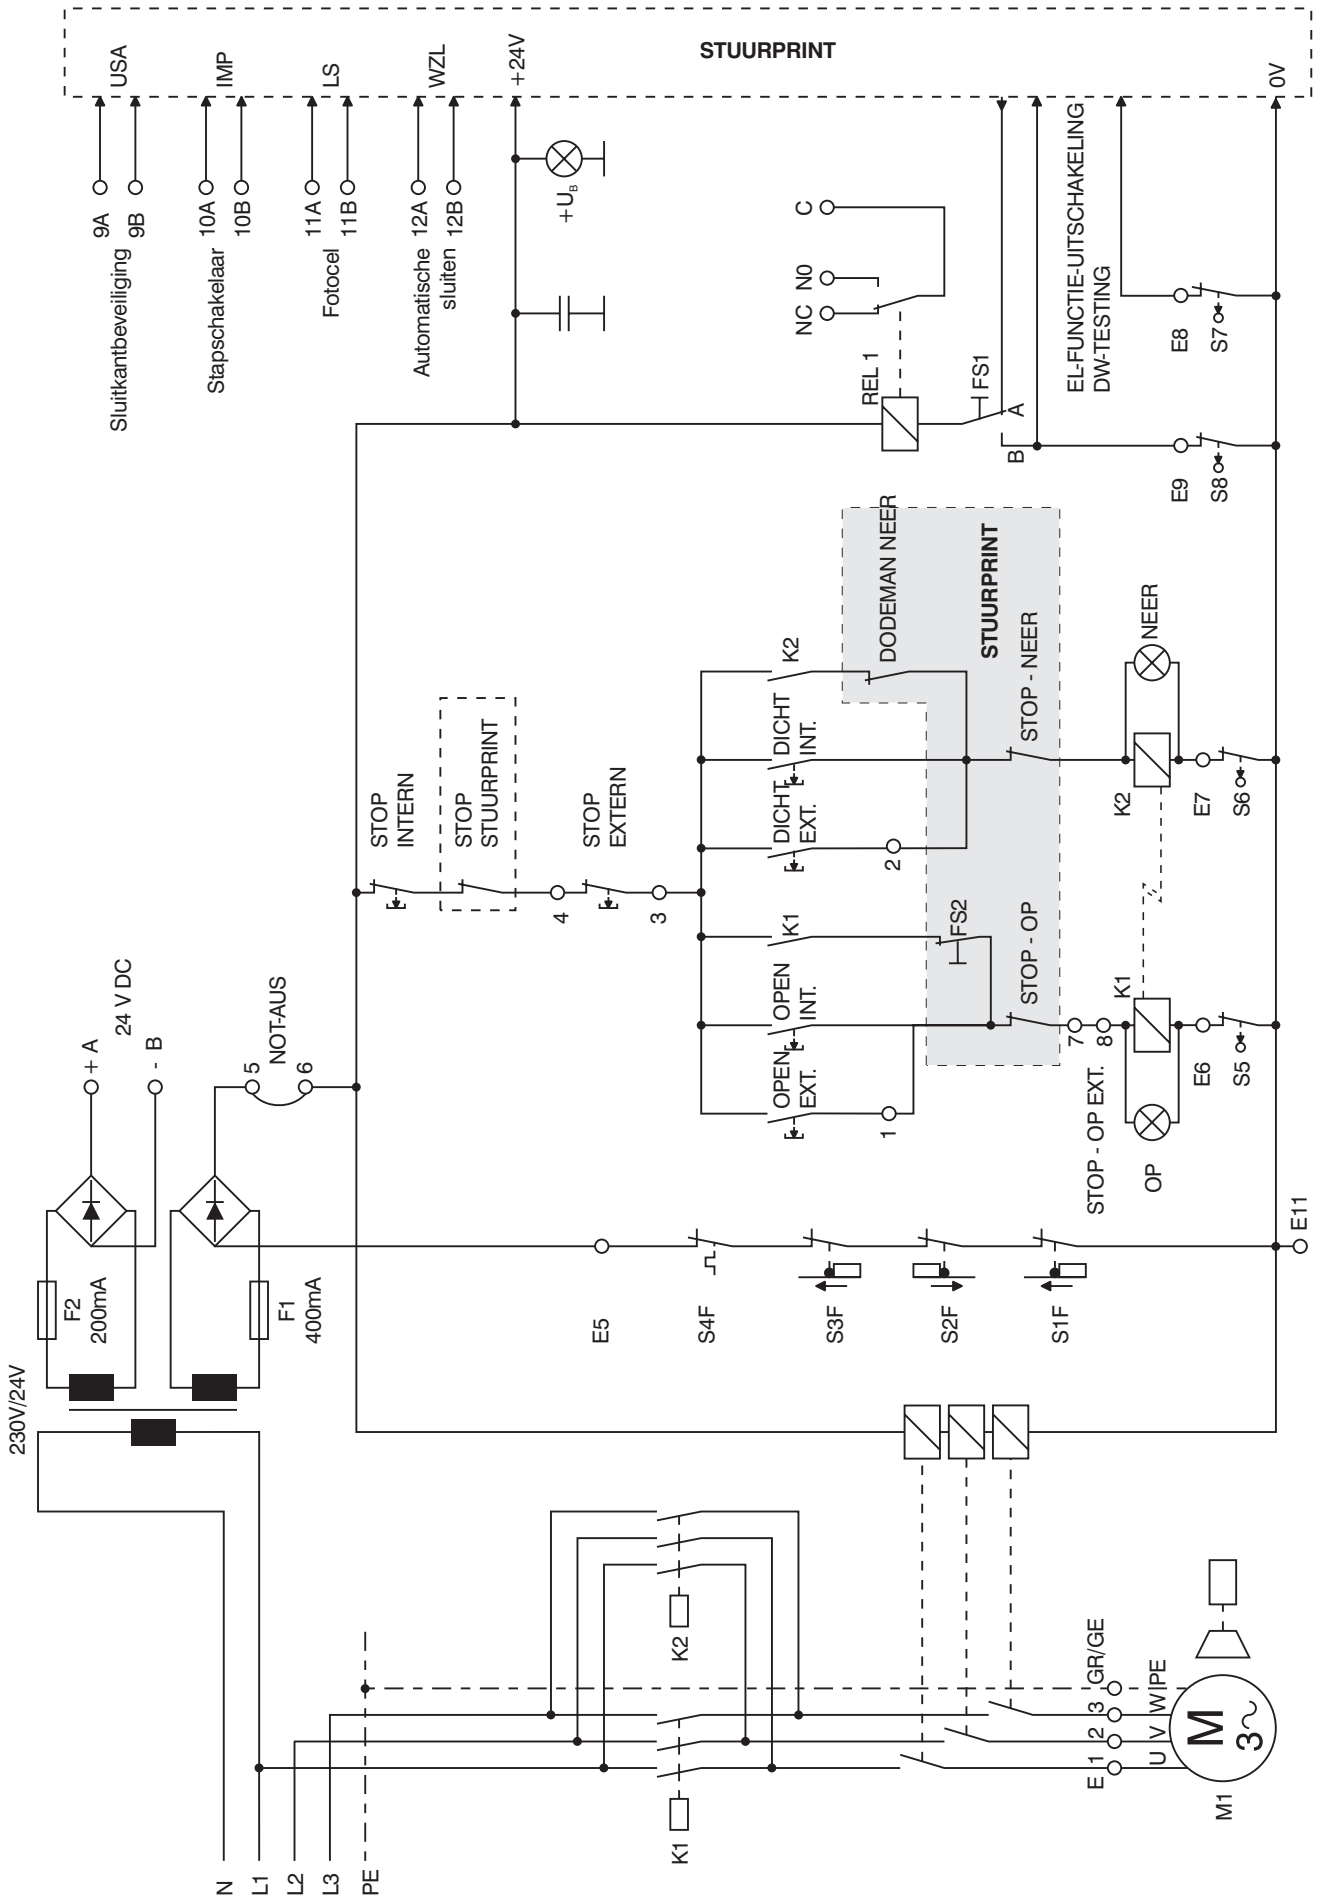 STUURPRINT
USA
IMP
LS
WZL
+24V
0V
9A
9B
Sluitkantbeveiliging
10A
10B
Stapschakelaar
11A
11B
Fotocel
12A
12B
Automatische
sluiten
+UB
C
N0
NC
REL 1
FS1
A
B
EL-FUNCTIE-UITSCHAKELING
DW-TESTING
E8
S7
E9
S8
STOP
INTERN
STOP
STUURPRINT
4
STOP
EXTERN
3
K2
DICHT
INT.
DICHT
EXT.
2
K1
OPEN
INT.
OPEN
EXT.
1
DODEMAN NEER
STUURPRINT
STOP - NEER
FS2
STOP - OP
NEER
K2
E7
S6
7
8
STOP - OP EXT.
K1
OP
E6
S5
E11
24 V DC
+ A
- B
NOT-AUS
5
6
F2
200mA
F1
400mA
230V/24V
E5
S4F
S3F
S2F
S1F
K2
K1
GR/GE
E 1 2 3
U V W PE
M
3~
M1
N
L1
L2
L3
PE